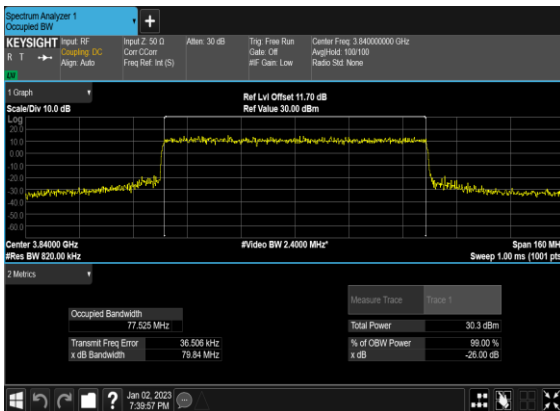 Spectrum Analyzer 1
Occupied BW
+
KEYSIGHT
R T
LV
Input: RF
Coupling: DC
Align: Auto
Input Z: 50 Ω
Corr CCorr
Freq Ref: Int (S)
Atten: 30 dB
Trig: Free Run
Gate: Off
#IF Gain: Low
Center Freq: 3.840000000 GHz
Avg|Hold: 100/100
Radio Std: None
1 Graph
Scale/Div 10.0 dB
Ref Lvl Offset 11.70 dB
Ref Value 30.00 dBm
Log
20.0
10.0
0.00
-10.0
-20.0
-30.0
-40.0
-50.0
-60.0
Center 3.84000 GHz
#Res BW 820.00 kHz
#Video BW 2.4000 MHz*
Span 160 MH
Sweep 1.00 ms (1001 pts
2 Metrics
Measure Trace Trace 1
Occupied Bandwidth
77.525 MHz
Total Power 30.3 dBm
Transmit Freq Error 36.506 kHz
% of OBW Power 99.00 %
x dB Bandwidth 79.84 MHz
x dB -26.00 dB
?
Jan 02, 2023
7:39:57 PM